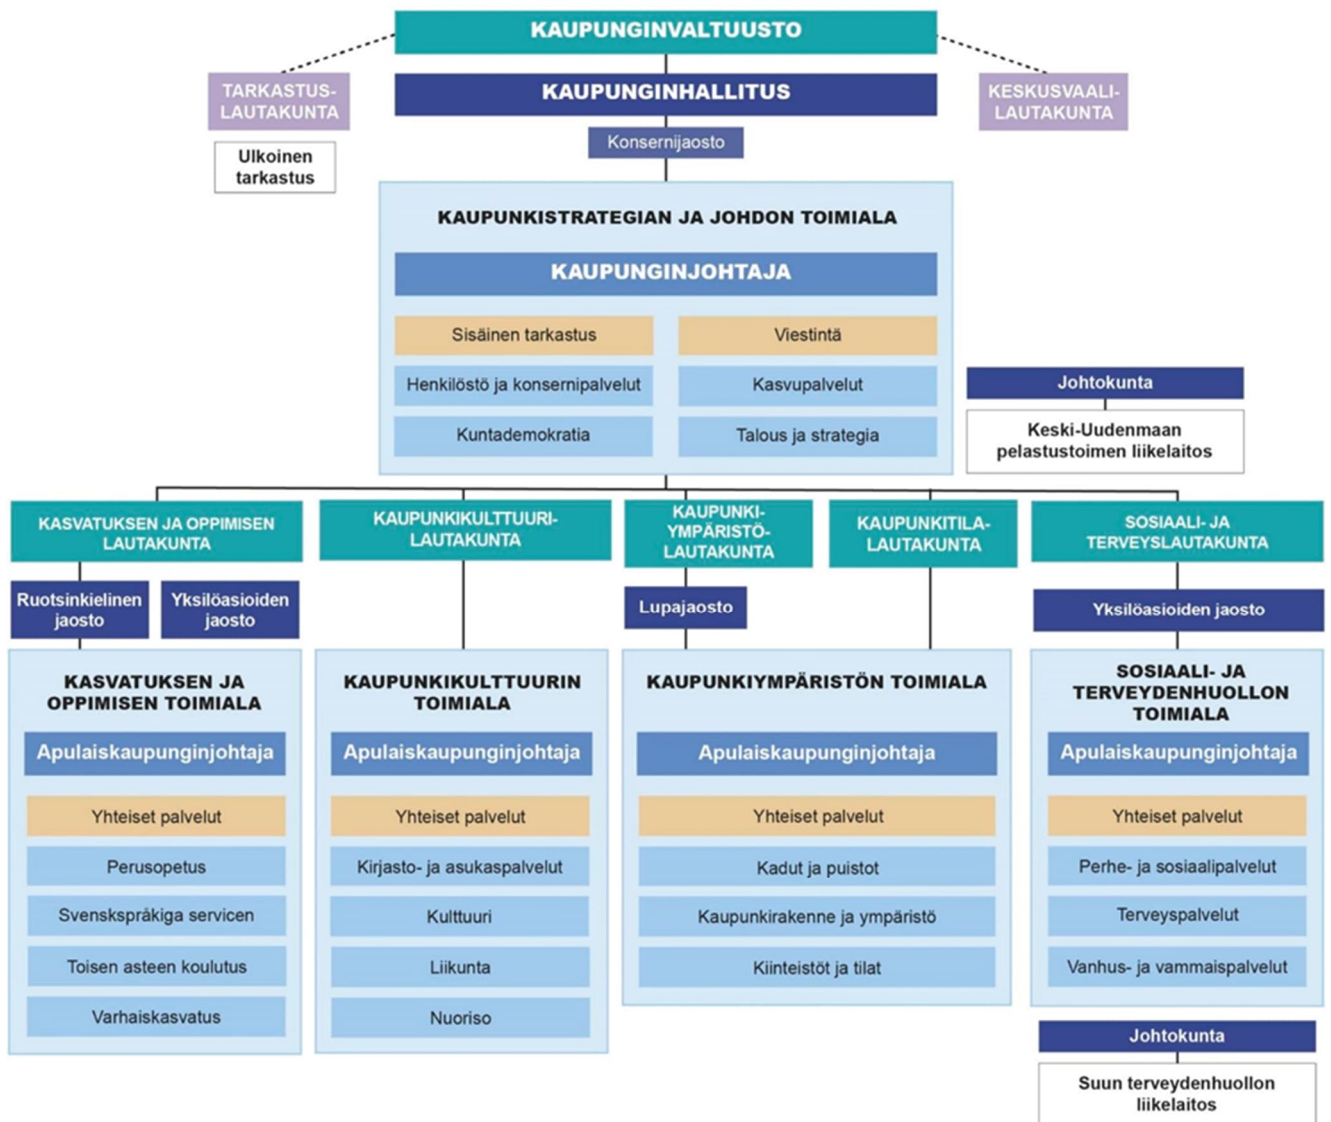 KAUPUNGINVALTUUSTO
TARKASTUS-
LAUTAKUNTA
KAUPUNGINHALLITUS
KESKUSVAALI-
LAUTAKUNTA
Ulkoinen
tarkastus
Konsernijaosto
KAUPUNKISTRATEGIAN JA JOHDON TOIMIALA
KAUPUNGINJOHTAJA
Sisäinen tarkastus
Viestintä
Henkilöstö ja konsernipalvelut
Kasvupalvelut
Kuntademokratia
Talous ja strategia
Johtokunta
Keski-Uudenmaan
pelastustoimen liikelaitos
KASVATUKSEN JA OPPIMISEN
LAUTAKUNTA
KAUPUNKIKULTTUURI-
LAUTAKUNTA
KAUPUNKI-
YMPÄRISTÖ-
LAUTAKUNTA
KAUPUNKITILA-
LAUTAKUNTA
SOSIAALI- JA
TERVEYSLAUTAKUNTA
Ruotsinkielinen
jaosto
Yksilöasioiden
jaosto
Lupajaosto
Yksilöasioiden jaosto
KASVATUKSEN JA
OPPIMISEN TOIMIALA
Apulaiskaupunginjohtaja
Yhteiset palvelut
Perusopetus
Svenskspråkiga servicen
Toisen asteen koulutus
Varhaiskasvatus
KAUPUNKIKULTTUURIN
TOIMIALA
Apulaiskaupunginjohtaja
Yhteiset palvelut
Kirjasto- ja asukaspalvelut
Kulttuuri
Liikunta
Nuoriso
KAUPUNKIYMPÄRISTÖN TOIMIALA
Apulaiskaupunginjohtaja
Yhteiset palvelut
Kadut ja puistot
Kaupunkirakenne ja ympäristö
Kiinteistöt ja tilat
SOSIAALI- JA
TERVEYDENHUOLLON
TOIMIALA
Apulaiskaupunginjohtaja
Yhteiset palvelut
Perhe- ja sosiaalipalvelut
Terveyspalvelut
Vanhus- ja vammaispalvelut
Johtokunta
Suun terveydenhuollon
liikelaitos